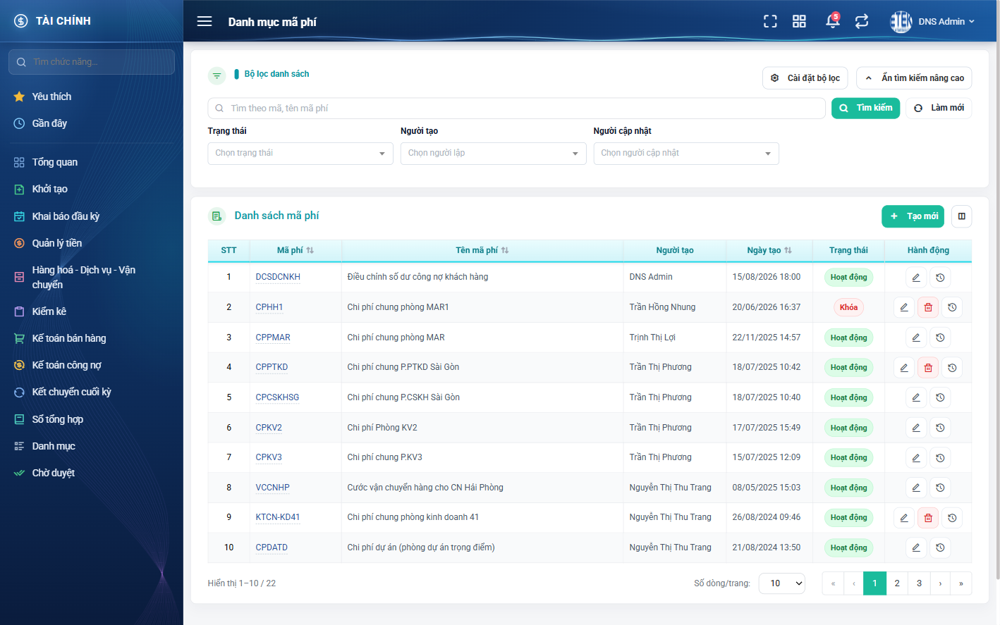 TÀI CHÍNH
Danh mục mã phí
5
DNS Admin
Tìm chức năng...
Yêu thích
Gần đây
Tổng quan
Khởi tạo
Khai báo đầu kỳ
Quản lý tiền
Hàng hoá - Dịch vụ - Vận
chuyển
Kiểm kê
Kế toán bán hàng
Kế toán công nợ
Kết chuyển cuối kỳ
Sổ tổng hợp
Danh mục
Chờ duyệt
Bộ lọc danh sách
Cài đặt bộ lọc
Ẩn tìm kiếm nâng cao
Tìm theo mã, tên mã phí
Tìm kiếm
Làm mới
Trạng thái Người tạo Người cập nhật
Chọn trạng thái Chọn người lập Chọn người cập nhật
Danh sách mã phí
Tạo mới
STT Mã phí Tên mã phí Người tạo Ngày tạo Trạng thái Hành động
1 DCSDCNKH Điều chỉnh số dư công nợ khách hàng DNS Admin 15/08/2026 18:00 Hoạt động
2 CPHH1 Chi phí chung phòng MAR1 Trần Hồng Nhung 20/06/2026 16:37 Khóa
3 CPPMAR Chi phí chung phòng MAR Trịnh Thị Lợi 22/11/2025 14:57 Hoạt động
4 CPPTKD Chi phí chung P.PTKD Sài Gòn Trần Thị Phương 18/07/2025 10:42 Hoạt động
5 CPCSKHSG Chi phí chung P.CSKH Sài Gòn Trần Thị Phương 18/07/2025 10:40 Hoạt động
6 CPKV2 Chi phí Phòng KV2 Trần Thị Phương 17/07/2025 15:49 Hoạt động
7 CPKV3 Chi phí chung P.KV3 Trần Thị Phương 15/07/2025 12:09 Hoạt động
8 VCCNHP Cước vận chuyển hàng cho CN Hải Phòng Nguyễn Thị Thu Trang 08/05/2025 15:03 Hoạt động
9 KTCN-KD41 Chi phí chung phòng kinh doanh 41 Nguyễn Thị Thu Trang 26/08/2024 09:46 Hoạt động
10 CPDATD Chi phí dự án (phòng dự án trọng điểm) Nguyễn Thị Thu Trang 21/08/2024 13:50 Hoạt động
Hiển thị 1–10 / 22
Số dòng/trang: 10
« ‹ 1 2 3 › »